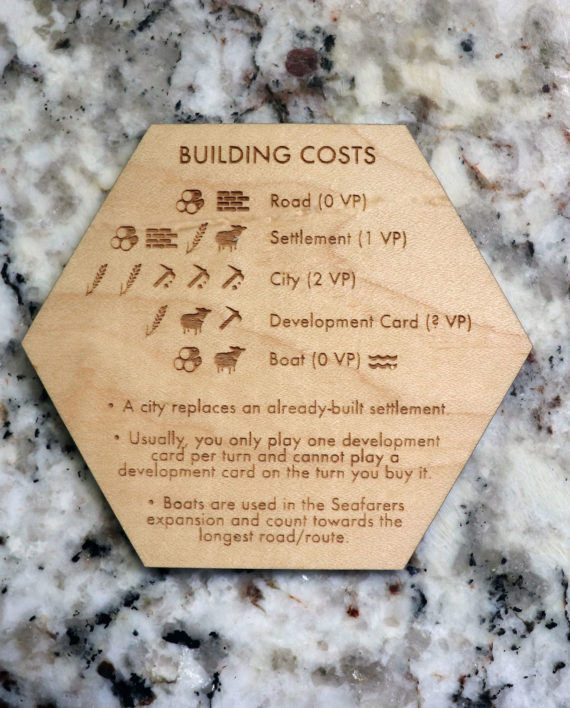 BUILDING COSTS
Road (0 VP)
Settlement (1 VP)
City (2 VP)
Development Card (? VP)
Boat (0 VP)
• A city replaces an already-built settlement.
• Usually, you only play one development
card per turn and cannot play a
development card on the turn you buy it.
• Boats are used in the Seafarers
expansion and count towards the
longest road/route.